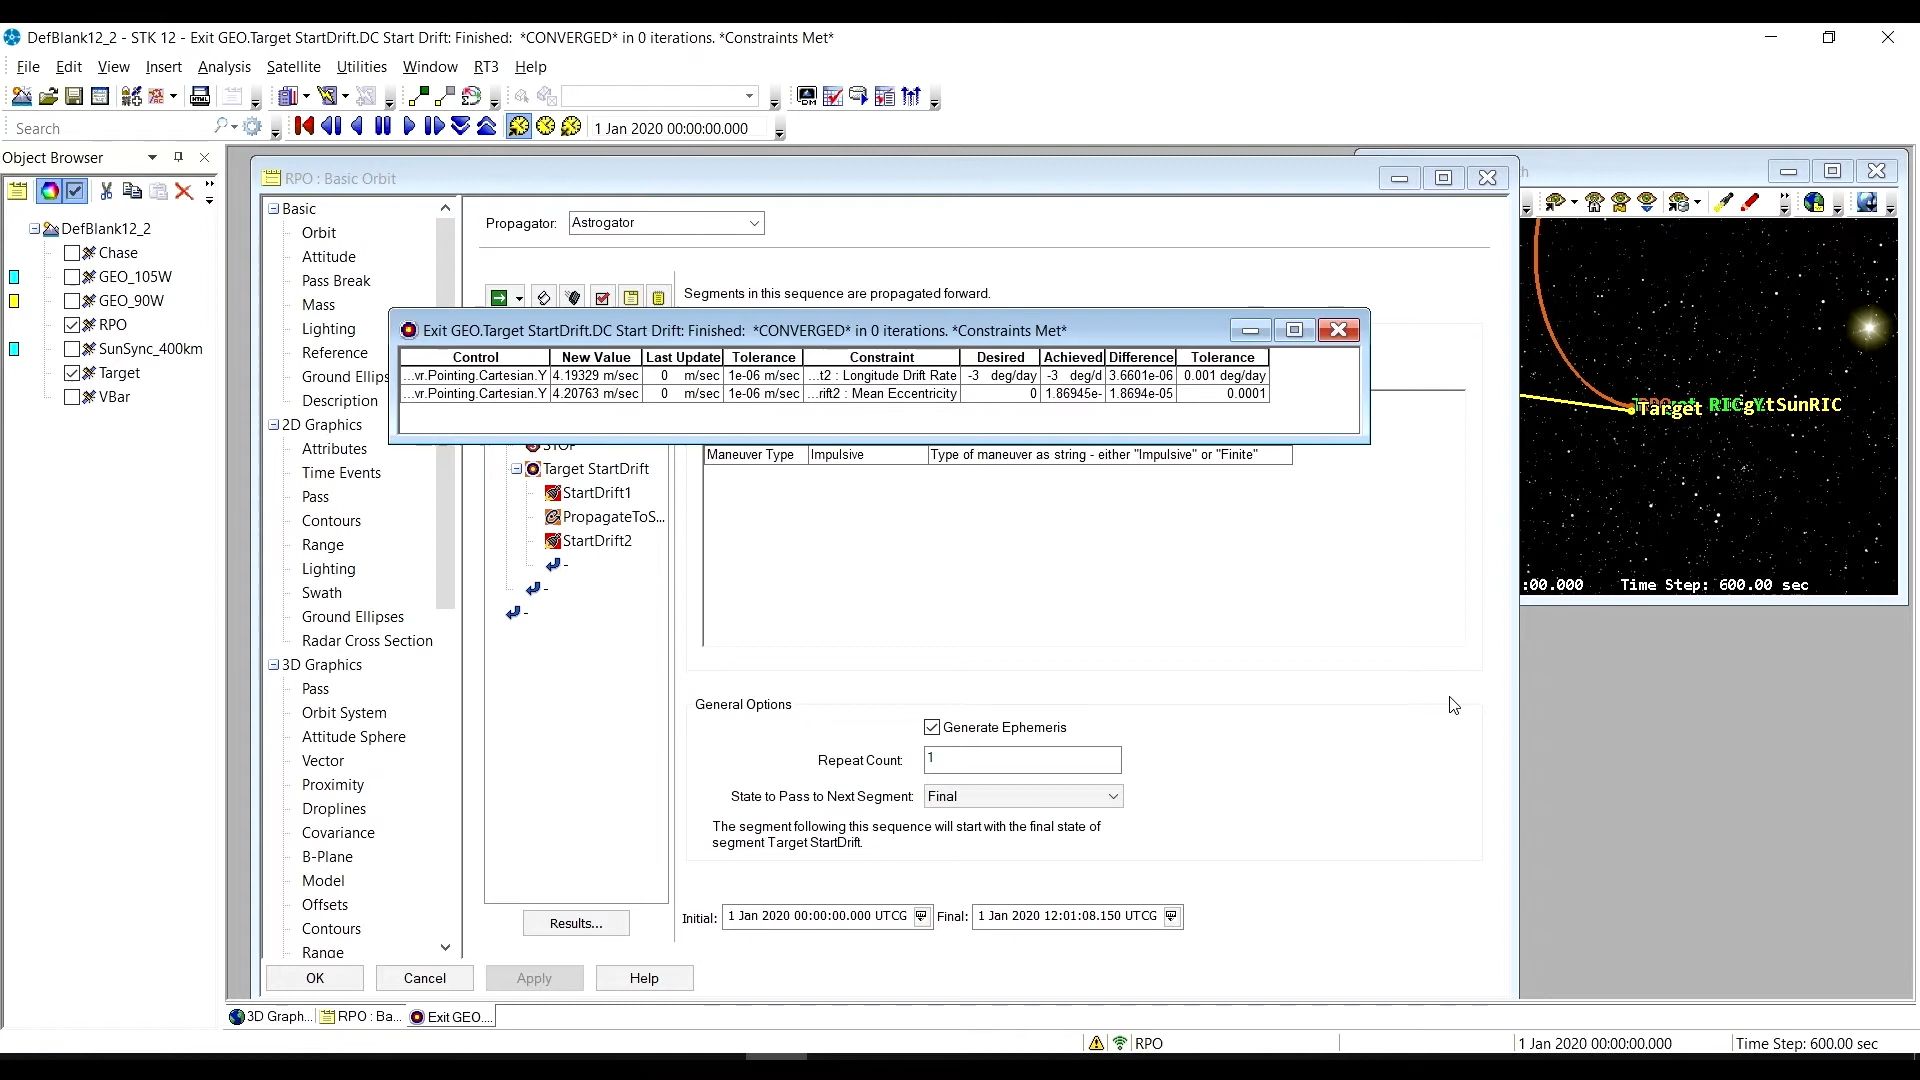 DefBlank12_2 - STK 12 - Exit GEO.Target StartDrift.DC Start Drift: Finished: *CONVERGED* in 0 iterations. *Constraints Met*
File Edit View Insert Analysis Satellite Utilities Window RT3 Help
Search
1 Jan 2020 00:00:00.000
Object Browser
DefBlank12_2
Chase
GEO_105W
GEO_90W
RPO
SunSync_400km
Target
VBar
RPO : Basic Orbit
Basic
Orbit
Attitude
Pass Break
Mass
Lighting
Reference
Ground Ellips
Description
2D Graphics
Attributes
Time Events
Pass
Contours
Range
Lighting
Swath
Ground Ellipses
Radar Cross Section
3D Graphics
Pass
Orbit System
Attitude Sphere
Vector
Proximity
Droplines
Covariance
B-Plane
Model
Offsets
Contours
Range
Propagator: Astrogator
Segments in this sequence are propagated forward.
Exit GEO.Target StartDrift.DC Start Drift: Finished: *CONVERGED* in 0 iterations. *Constraints Met*
Control New Value Last Update Tolerance Constraint Desired Achieved Difference Tolerance
...vr.Pointing.Cartesian.Y 4.19329 m/sec 0 m/sec 1e-06 m/sec ...t2 : Longitude Drift Rate -3 deg/day -3 deg/d 3.6601e-06 0.001 deg/day
...vr.Pointing.Cartesian.Y 4.20763 m/sec 0 m/sec 1e-06 m/sec ...rift2 : Mean Eccentricity 0 1.86945e- 1.8694e-05 0.0001
STOP
Target StartDrift
StartDrift1
PropagateToS...
StartDrift2
-
-
-
Maneuver Type Impulsive Type of maneuver as string - either "Impulsive" or "Finite"
General Options
Generate Ephemeris
Repeat Count: 1
State to Pass to Next Segment: Final
The segment following this sequence will start with the final state of
segment Target StartDrift.
Results...
Initial: 1 Jan 2020 00:00:00.000 UTCG Final: 1 Jan 2020 12:01:08.150 UTCG
OK Cancel Apply Help
Target
:00.000 Time Step: 600.00 sec
3D Graph... RPO : Ba... Exit GEO....
RPO 1 Jan 2020 00:00:00.000 Time Step: 600.00 sec